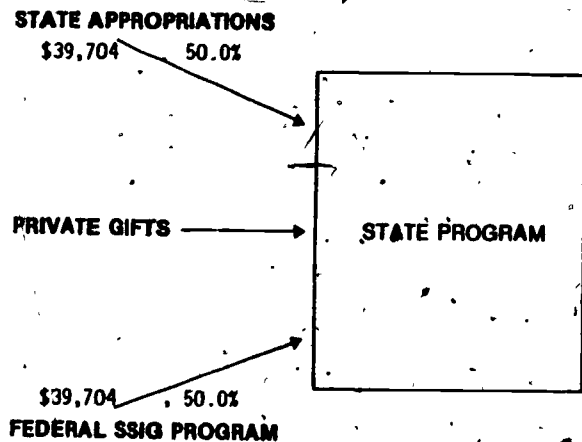 STATE APPROPRIATIONS
$39,704 50.0%
PRIVATE GIFTS
STATE PROGRAM
$39,704 50.0%
FEDERAL SSIG PROGRAM